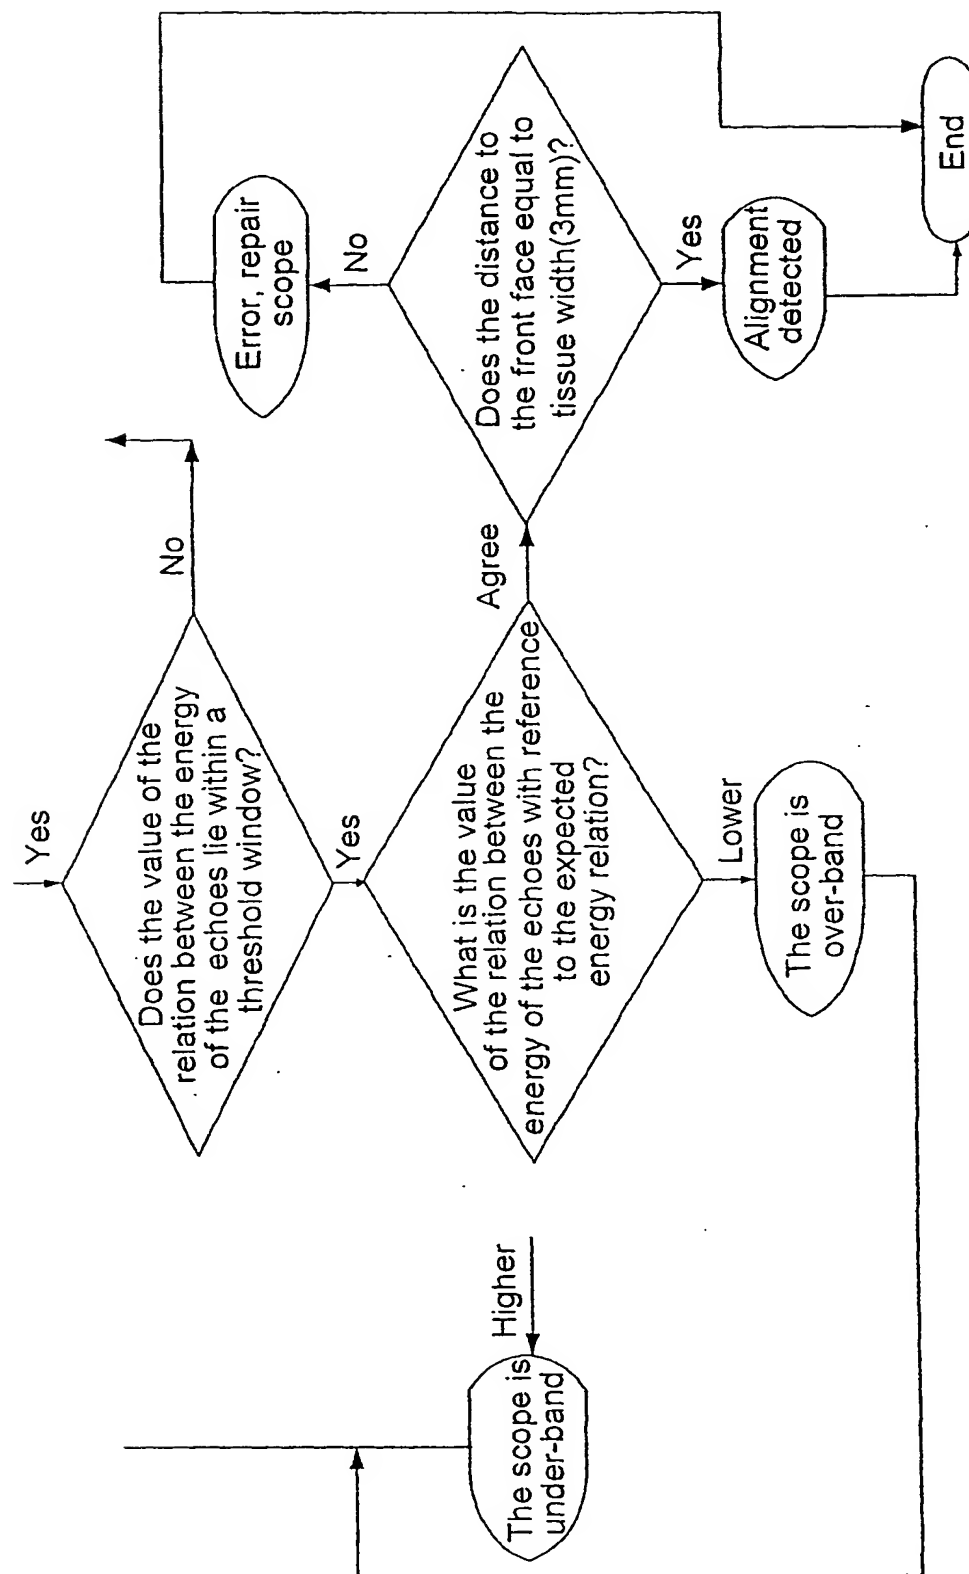 Yes
Does the value of the
relation between the energy
of the echoes lie within a
threshold window?
No
Yes
What is the value
of the relation between the
energy of the echoes with reference
to the expected
energy relation?
Higher
The scope is
under-band
Agree
Lower
The scope is
over-band
Does the distance to
the front face equal to
tissue width(3mm)?
No
Error, repair
scope
Yes
Alignment
detected
End